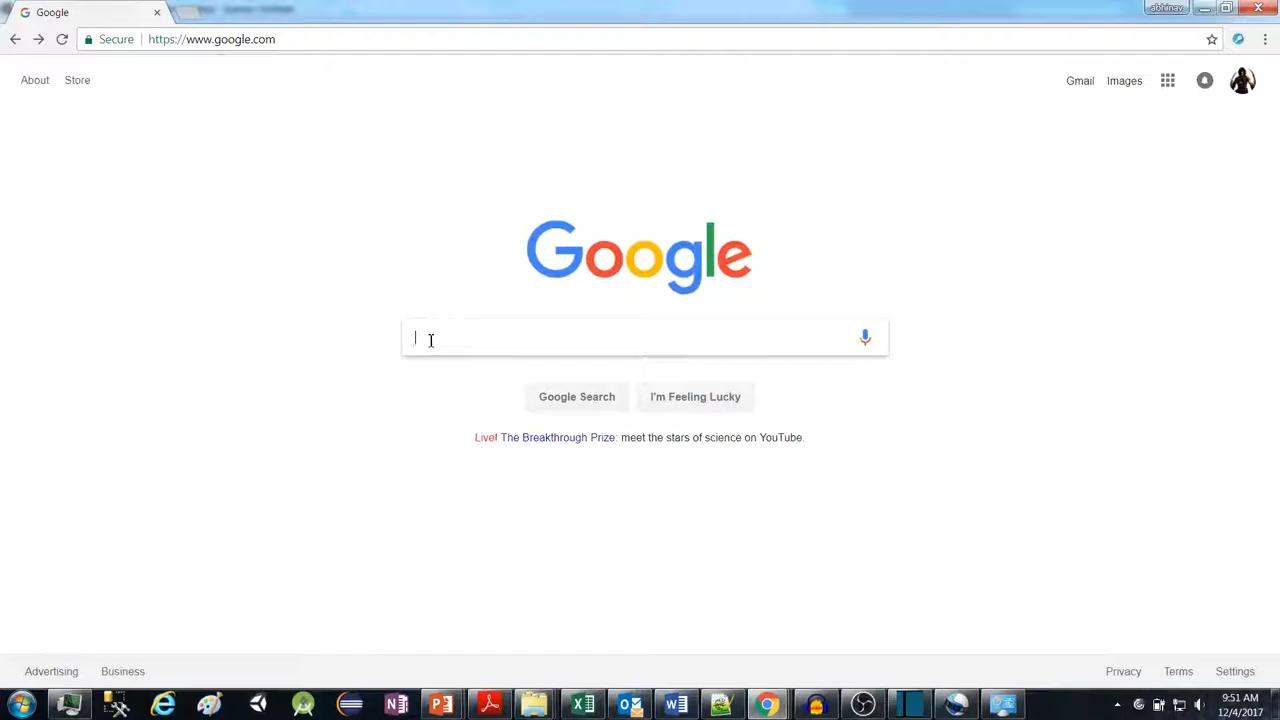 Google
abhinav
Secure
https://www.google.com
About
Store
Gmail
Images
Google
Google Search
I'm Feeling Lucky
Live! The Breakthrough Prize: meet the stars of science on YouTube.
Advertising
Business
Privacy
Terms
Settings
9:51 AM
12/4/2017